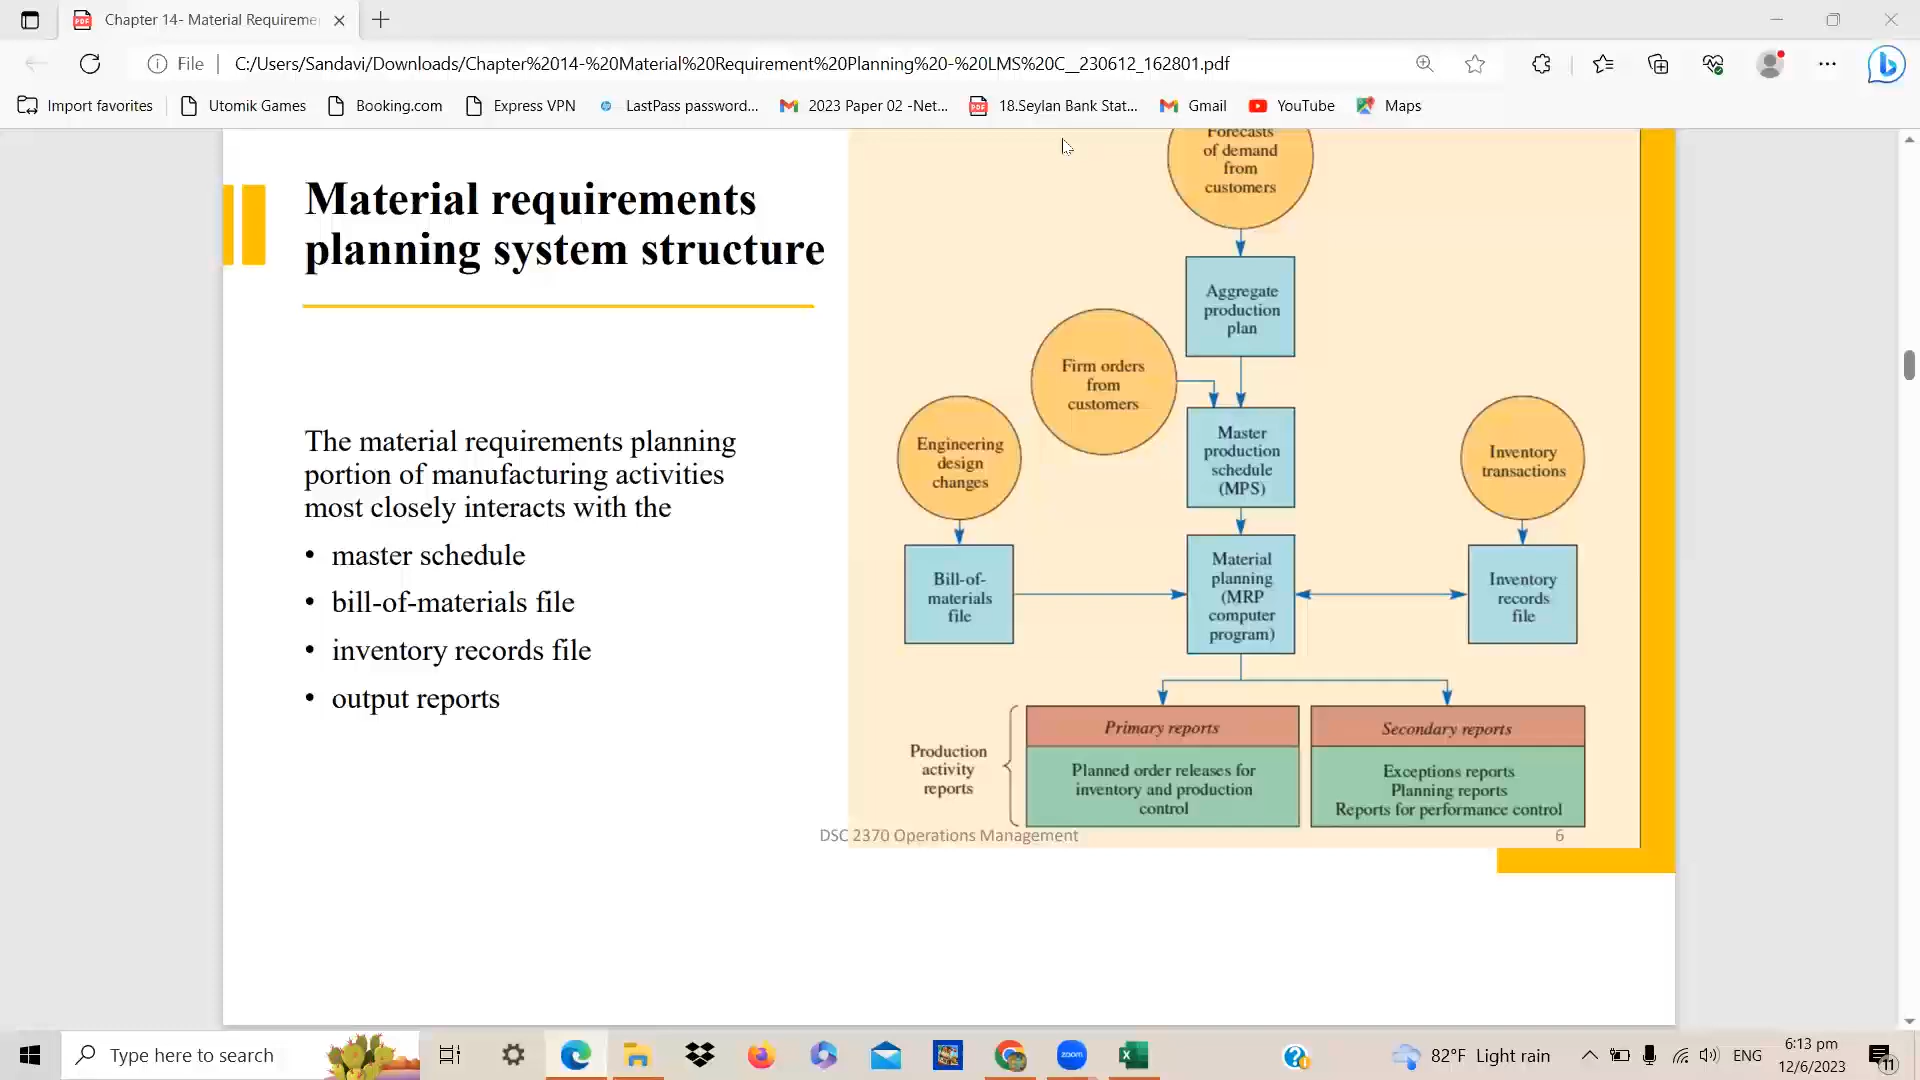 Chapter 14- Material Requireme
File
C:/Users/Sandavi/Downloads/Chapter%2014-%20Material%20Requirement%20Planning%20-%20LMS%20C__230612_162801.pdf
Import favorites
Utomik Games
Booking.com
Express VPN
LastPass password...
2023 Paper 02 -Net...
18.Seylan Bank Stat...
Gmail
YouTube
Maps
Material requirements
planning system structure
The material requirements planning
portion of manufacturing activities
most closely interacts with the
• master schedule
• bill-of-materials file
• inventory records file
• output reports
Forecasts
of demand
from
customers
Aggregate
production
plan
Firm orders
from
customers
Engineering
design
changes
Master
production
schedule
(MPS)
Inventory
transactions
Bill-of-
materials
file
Material
planning
(MRP
computer
program)
Inventory
records
file
Production
activity
reports
Primary reports
Planned order releases for
inventory and production
control
Secondary reports
Exceptions reports
Planning reports
Reports for performance control
DSC 2370 Operations Management
6
Type here to search
zoom
82°F Light rain
ENG
6:13 pm
12/6/2023
11